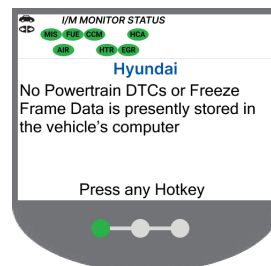 I/M MONITOR STATUS
MIS FUE CCM HCA
AIR HTR EGR
Hyundai
No Powertrain DTCs or Freeze
Frame Data is presently stored in
the vehicle's computer
Press any Hotkey